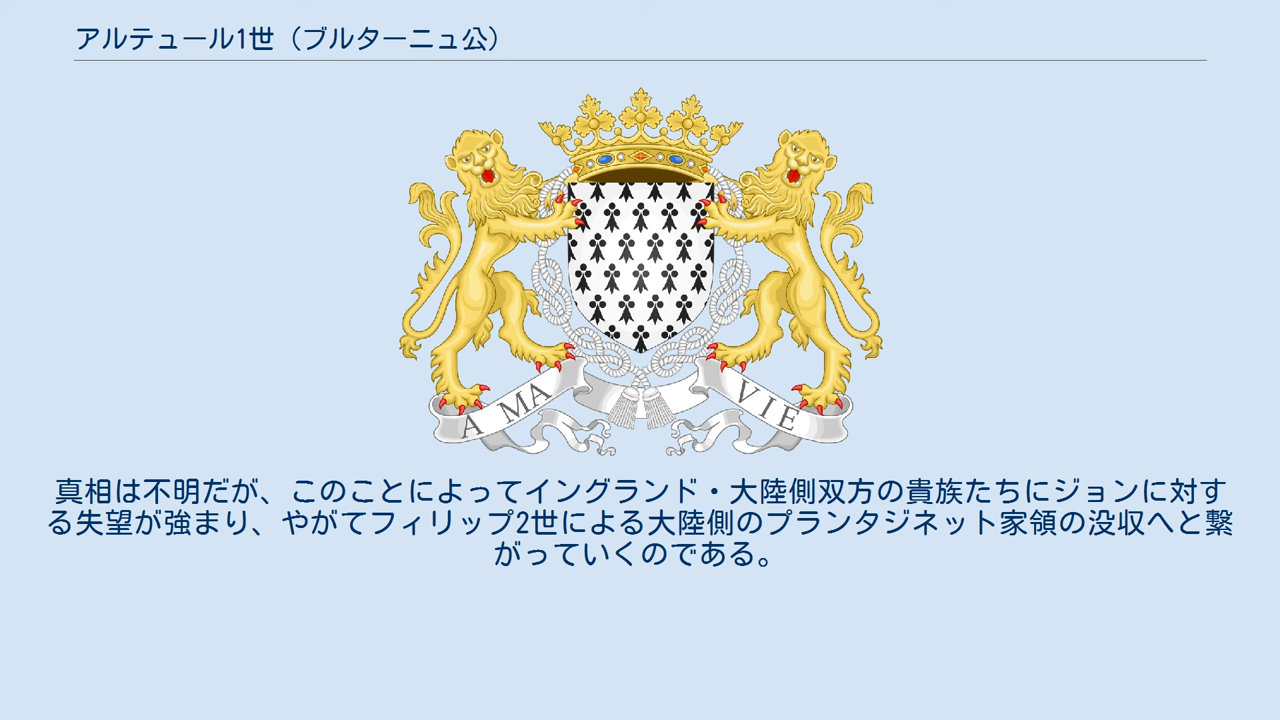 アルテュール1世（ブルターニュ公）
A MA VIE
真相は不明だが、このことによってイングランド・大陸側双方の貴族たちにジョンに対す
る失望が強まり、やがてフィリップ2世による大陸側のプランタジネット家領の没収へと繋
がっていくのである。